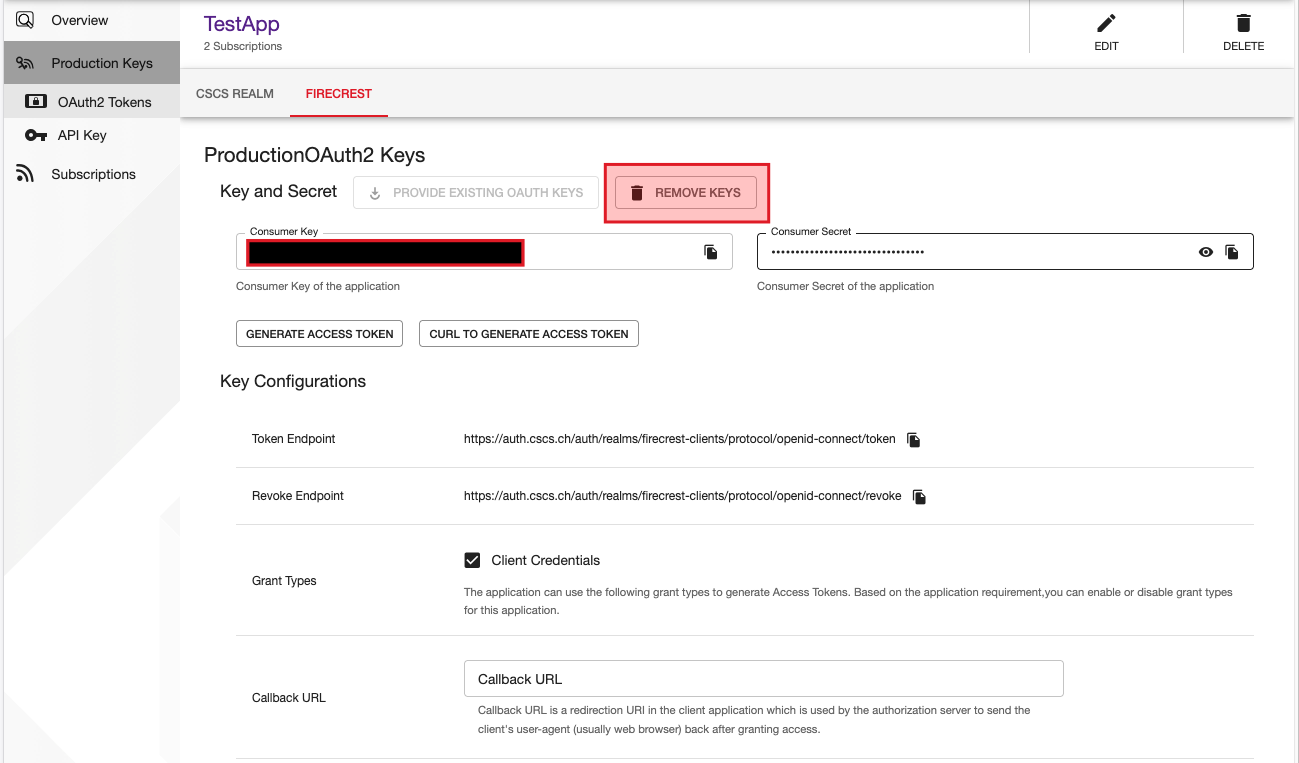 Overview
Production Keys
OAuth2 Tokens
API Key
Subscriptions
TestApp
2 Subscriptions
EDIT
DELETE
CSCS REALM
FIRECREST
ProductionOAuth2 Keys
Key and Secret
PROVIDE EXISTING OAUTH KEYS
REMOVE KEYS
Consumer Key
Consumer Key of the application
Consumer Secret
••••••••••••••••••••••••••••••••
Consumer Secret of the application
GENERATE ACCESS TOKEN
CURL TO GENERATE ACCESS TOKEN
Key Configurations
Token Endpoint
https://auth.cscs.ch/auth/realms/firecrest-clients/protocol/openid-connect/token
Revoke Endpoint
https://auth.cscs.ch/auth/realms/firecrest-clients/protocol/openid-connect/revoke
Grant Types
Client Credentials
The application can use the following grant types to generate Access Tokens. Based on the application requirement,you can enable or disable grant types
for this application.
Callback URL
Callback URL
Callback URL is a redirection URI in the client application which is used by the authorization server to send the
client's user-agent (usually web browser) back after granting access.